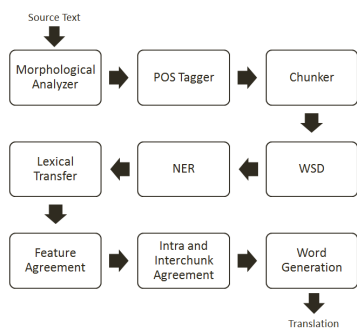 Source Text
Morphological
Analyzer
POS Tagger
Chunker
Lexical
Transfer
NER
WSD
Feature
Agreement
Intra and
Interchunk
Agreement
Word
Generation
Translation